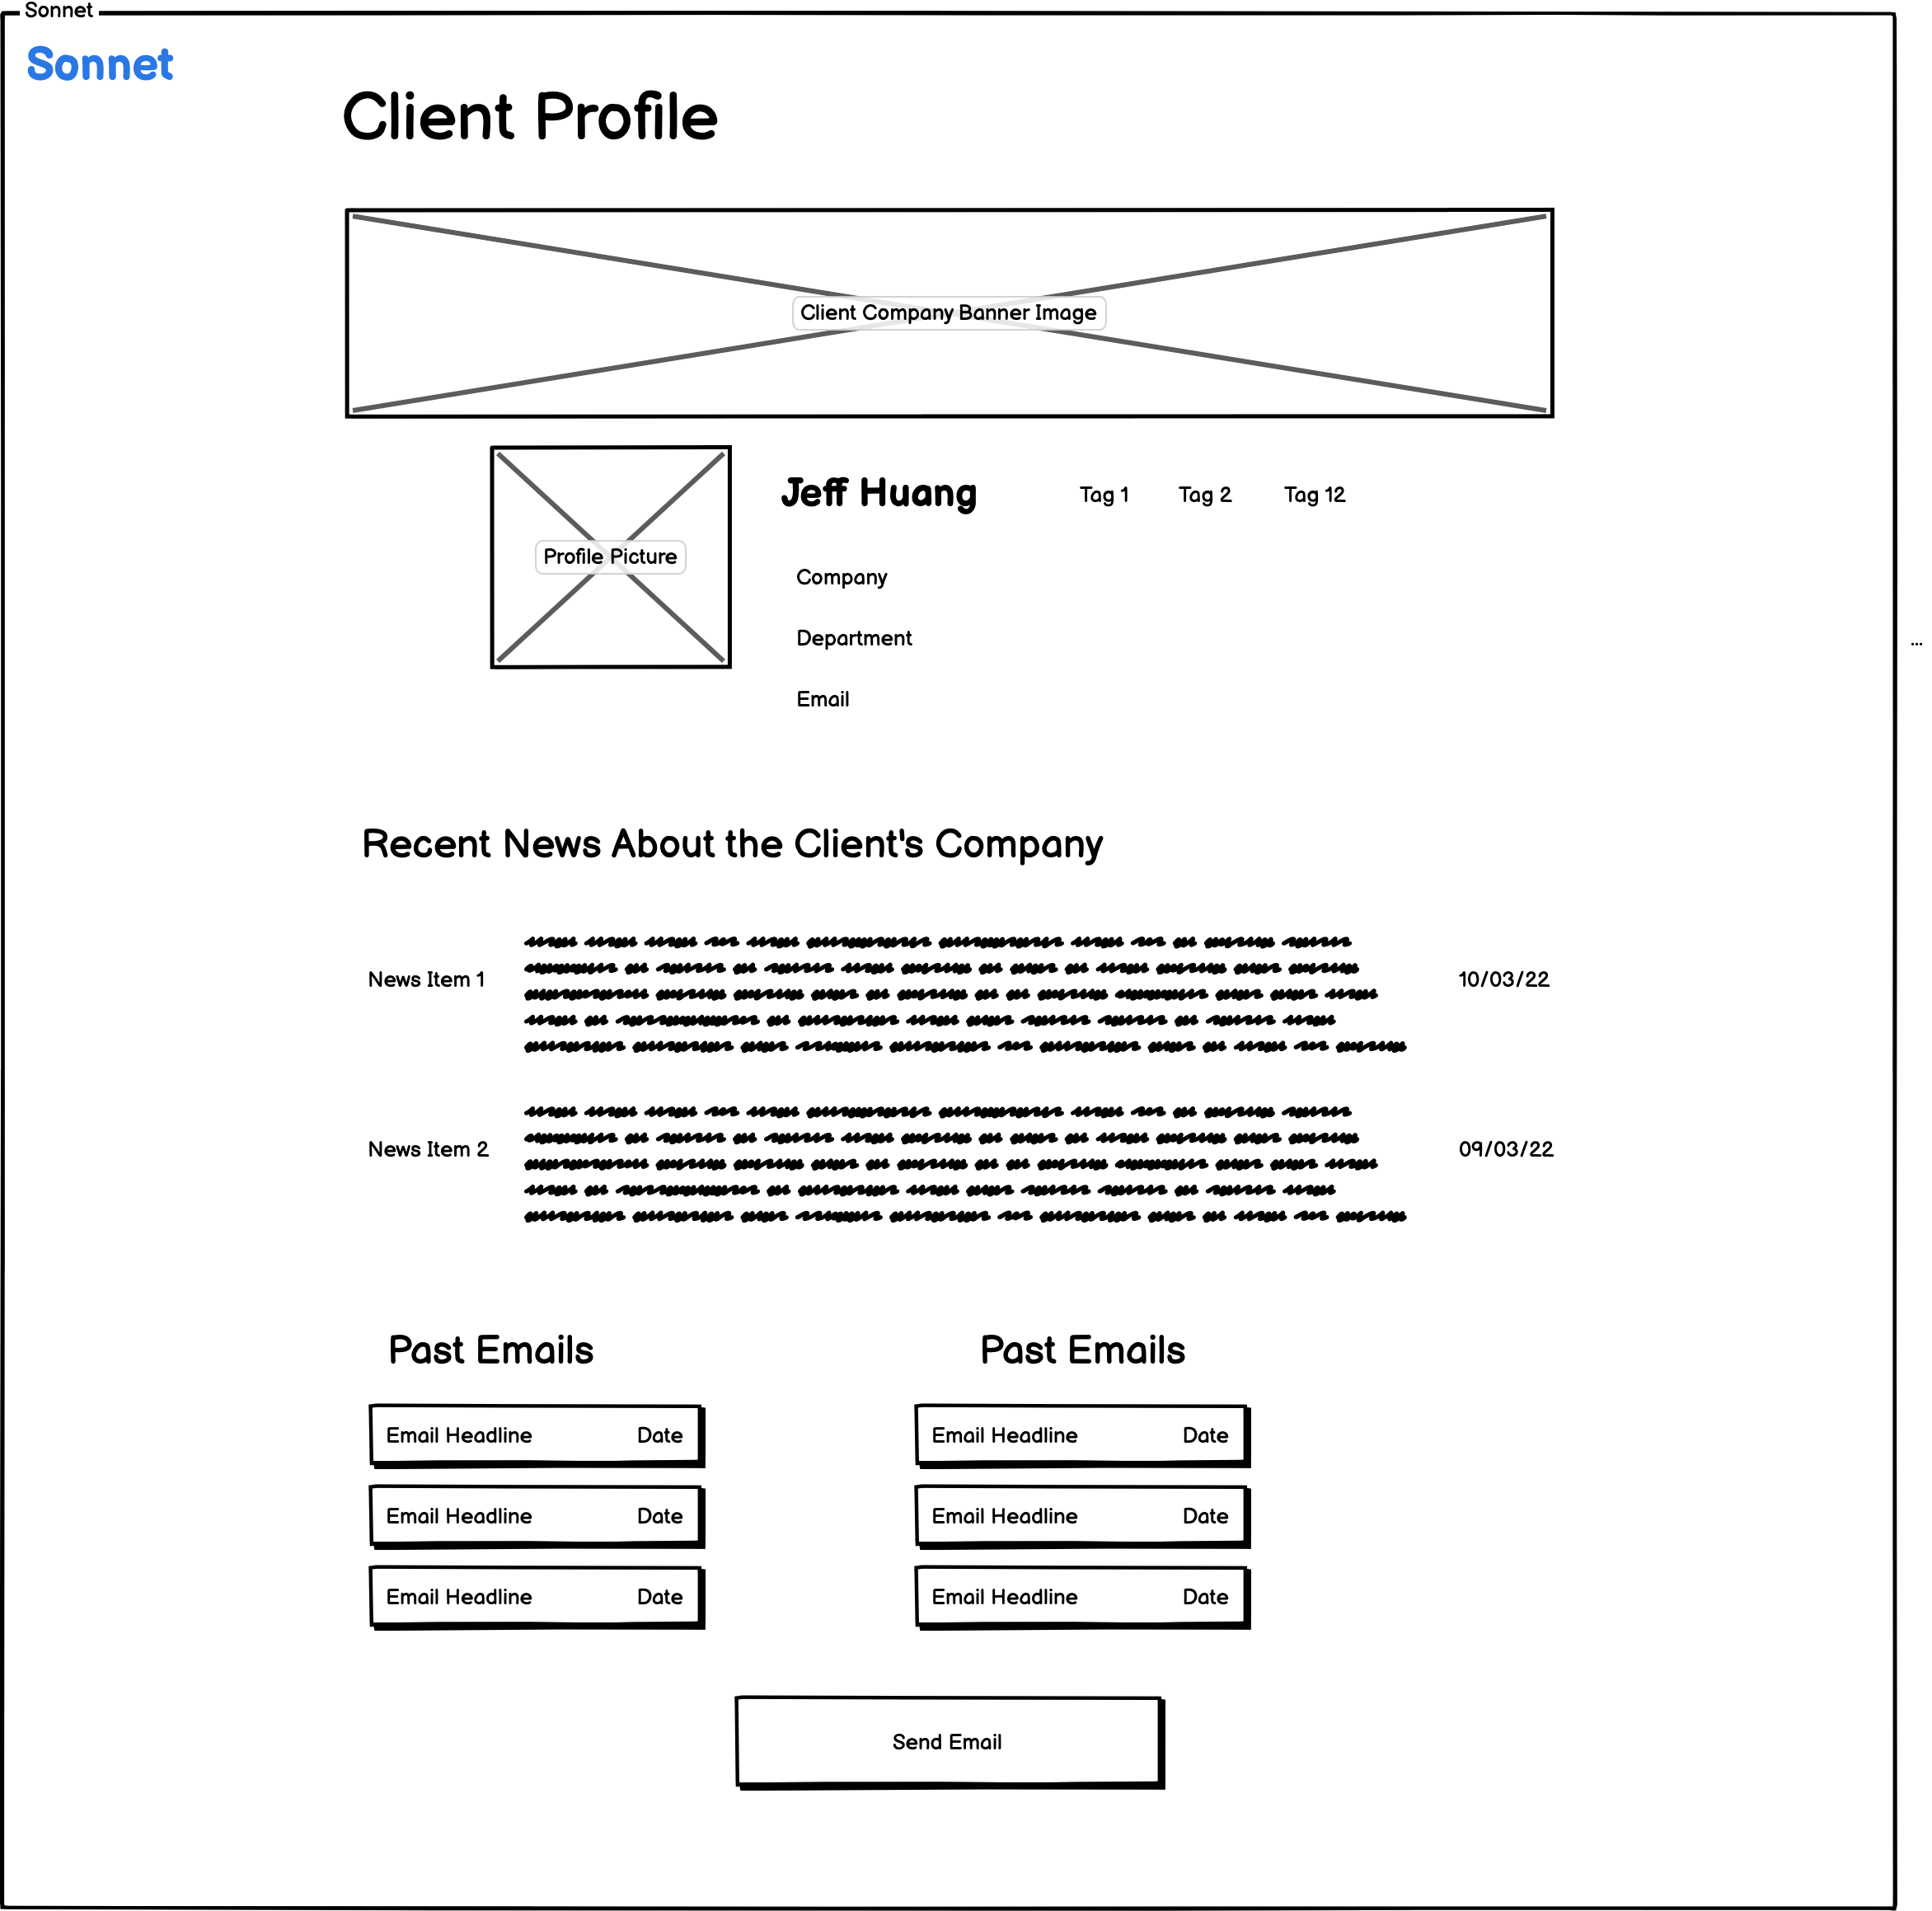 Sonnet
Sonnet
Client Profile
Client Company Banner Image
Profile Picture
Jeff Huang
Tag 1 Tag 2 Tag 12
Company
Department
Email
...
Recent News About the Client's Company
News Item 1
10/03/22
News Item 2
09/03/22
Past Emails
Past Emails
Email Headline Date
Email Headline Date
Email Headline Date
Email Headline Date
Email Headline Date
Email Headline Date
Send Email